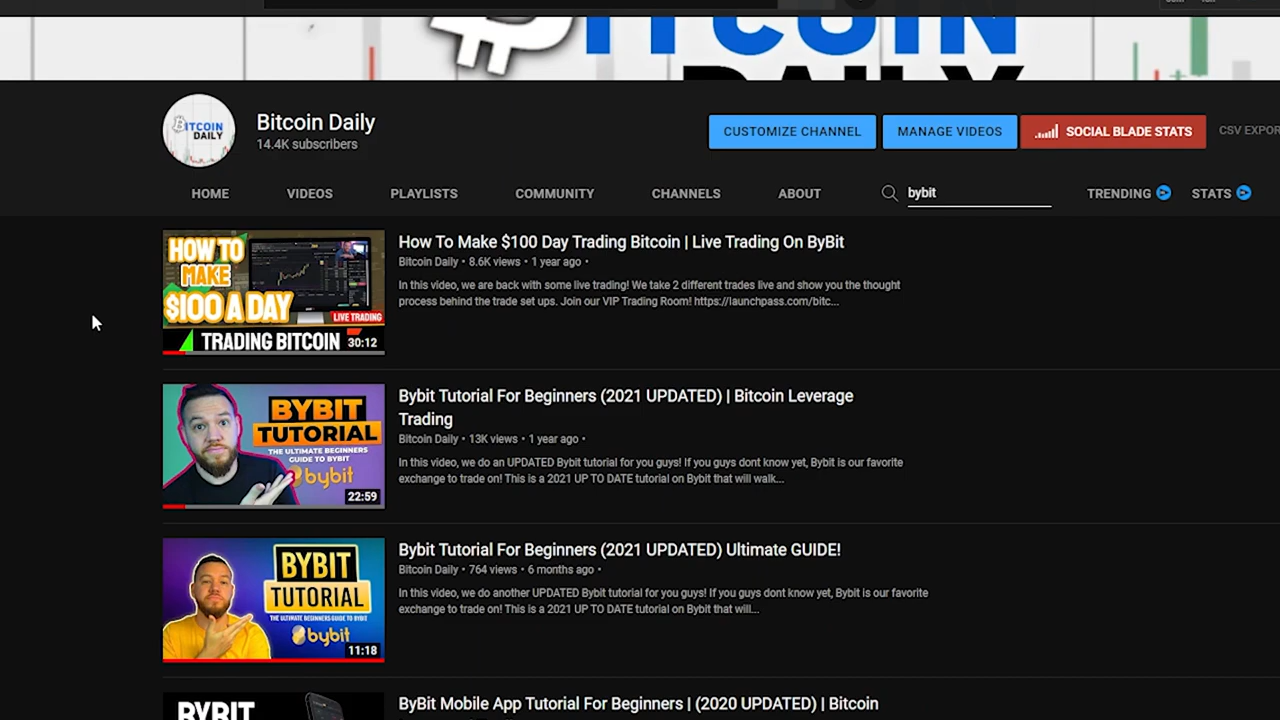 BITCOIN
DAILY
BITCOIN
DAILY
Bitcoin Daily
14.4K subscribers
CUSTOMIZE CHANNEL
MANAGE VIDEOS
SOCIAL BLADE STATS
CSV EXPOR
HOME
VIDEOS
PLAYLISTS
COMMUNITY
CHANNELS
ABOUT
bybit
TRENDING
STATS
HOW TO
MAKE
$100 A DAY
LIVE TRADING
TRADING BITCOIN
30:12
How To Make $100 Day Trading Bitcoin | Live Trading On ByBit
Bitcoin Daily • 8.6K views • 1 year ago •
In this video, we are back with some live trading! We take 2 different trades live and show you the thought
process behind the trade set ups. Join our VIP Trading Room! https://launchpass.com/bitc...
BYBIT
TUTORIAL
THE ULTIMATE BEGINNERS
GUIDE TO BYBIT
bybit
22:59
Bybit Tutorial For Beginners (2021 UPDATED) | Bitcoin Leverage
Trading
Bitcoin Daily • 13K views • 1 year ago •
In this video, we do an UPDATED Bybit tutorial for you guys! If you guys dont know yet, Bybit is our favorite
exchange to trade on! This is a 2021 UP TO DATE tutorial on Bybit that will walk...
BYBIT
TUTORIAL
THE ULTIMATE BEGINNERS GUIDE TO BYBIT
bybit
11:18
Bybit Tutorial For Beginners (2021 UPDATED) Ultimate GUIDE!
Bitcoin Daily • 764 views • 6 months ago •
In this video, we do another UPDATED Bybit tutorial for you guys! If you guys dont know yet, Bybit is our favorite
exchange to trade on! This is a 2021 UP TO DATE tutorial on Bybit that will...
BYBIT
ByBit Mobile App Tutorial For Beginners | (2020 UPDATED) | Bitcoin